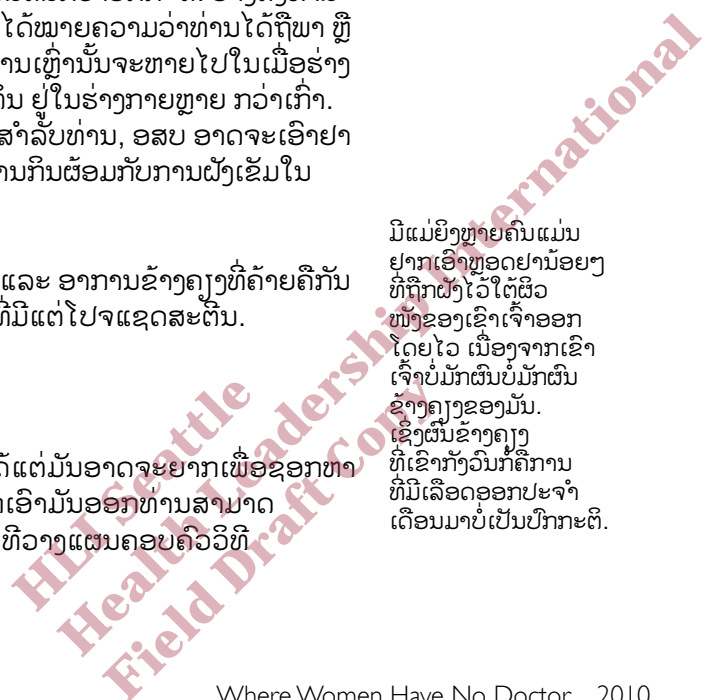 ໄດ້ໝາຍຄວາມວ່າທ່ານໄດ້ຖືພາ ຫຼື
ານເຫຼົ່ານັ້ນຈະຫາຍໄປໃນເມື່ອຮ່າງ
ຢູ່ໃນຮ່າງກາຍຫຼາຍ ກວ່າເກົ່າ.
ສຳລັບທ່ານ, ອສບ ອາດຈະເອົາຢາ
ານກິນຜ້ອມກັບການຝັງເຂັມໃນ
ແລະ ອາການຂ້າງຄຽງທີ່ຄ້າຍຄືກັນ
ທີ່ມີແຕ່ໂປຈແຊດສະຕີນ.
ດ້ແຕ່ມັນອາດຈະຍາກເພື່ອຊອກຫາ
ເອົາມັນອອກທ່ານສາມາດ
ທີວາງແຜນຄອບຄົວວິທີ
ມີແມ່ຍິງຫຼາຍຄົນແມ່ນ
ຢາກເອົາຫຼອດຢານ້ອຍໆ
ທີ່ຖືກຝັງໄວ້ໃຕ້ຜິວ
ໜັງຂອງເຂົາເຈົ້າອອກ
ໂດຍໄວ ເນື່ອງຈາກເຂົາ
ເຈົ້າບໍ່ມັກຜົນບໍ່ມັກຜົນ
ຂ້າງຄຽງຂອງມັນ.
ເຊິ່ງຜົນຂ້າງຄຽງ
ທີ່ເຂົາກັງວົນກໍ່ຄືການ
ທີ່ມີເລືອດອອກປະຈຳ
ເດືອນມາບໍ່ເປັນປົກກະຕິ.
HLI Seattle
Health Leadership International
Field Draft Copy
Where Women Have No Doctor 2010